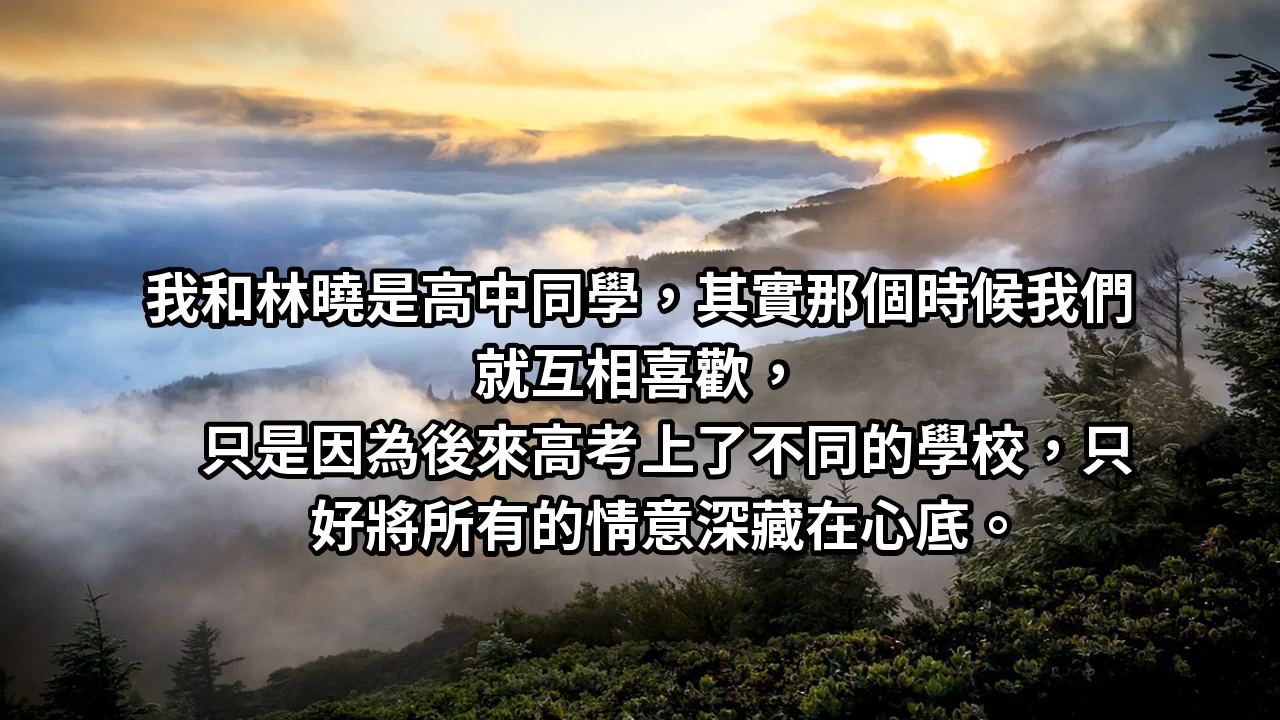 我和林曉是高中同學，其實那個時候我們
就互相喜歡，
只是因為後來高考上了不同的學校，只
好將所有的情意深藏在心底。